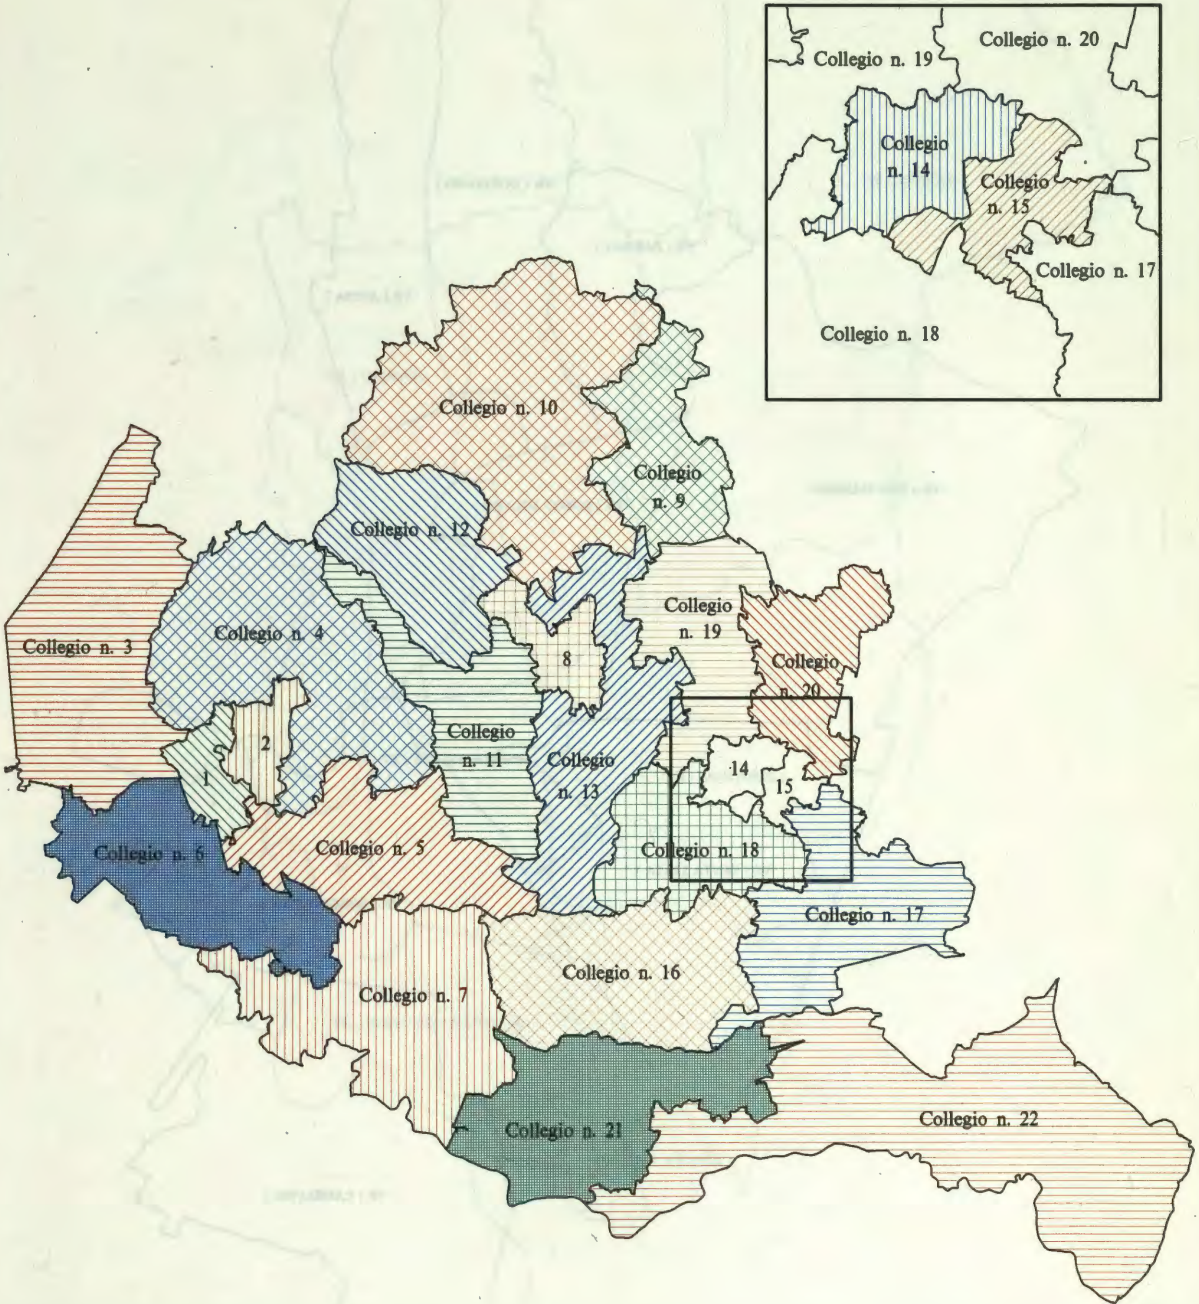 Collegio n. 19
Collegio n. 20
Collegio
n. 14
Collegio
n. 15
Collegio n. 17
Collegio n. 18
Collegio n. 10
Collegio
n. 9
Collegio n. 12
Collegio n. 3
Collegio n. 4
Collegio
n. 19
8
Collegio
n. 20
1
2
Collegio
n. 11
Collegio
n. 13
14
15
Collegio n. 6
Collegio n. 5
Collegio n. 18
Collegio n. 17
Collegio n. 7
Collegio n. 16
Collegio n. 21
Collegio n. 22